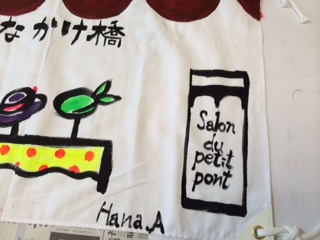 なかけ橋
Salon
du
petit
pont
Hana.A